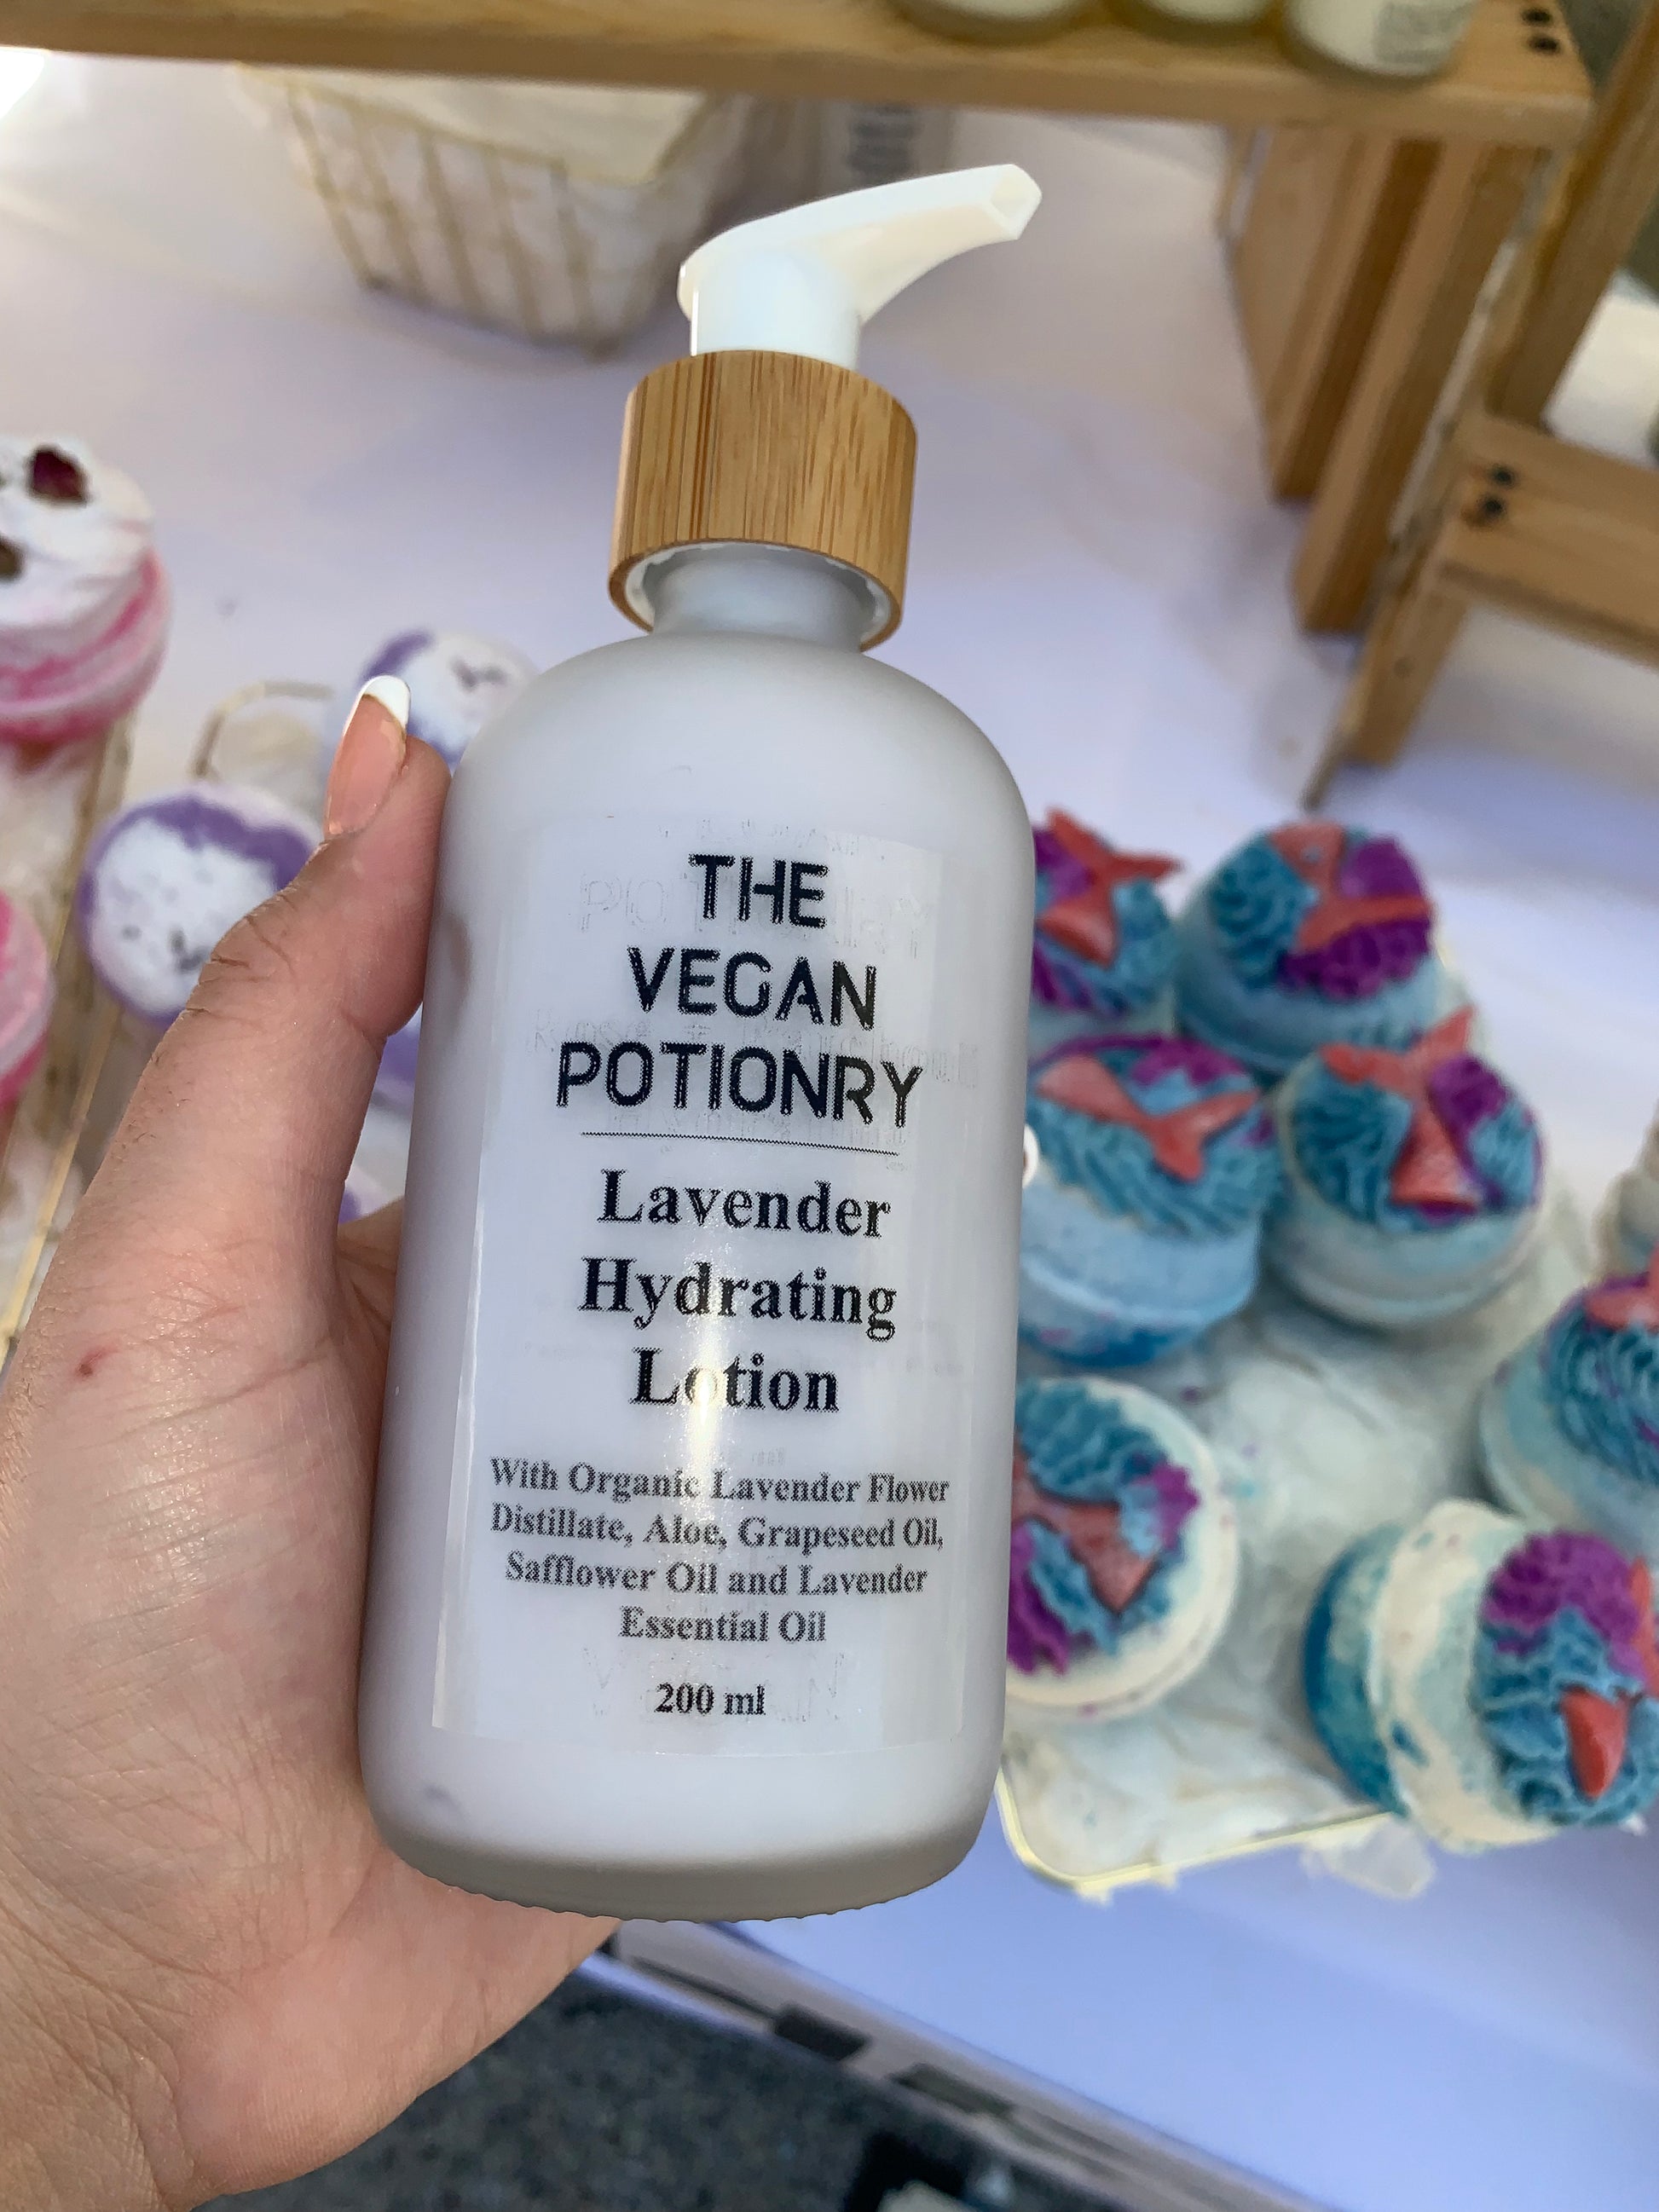 THE
VEGAN
POTIONRY
Lavender
Hydrating
Lotion
With Organic Lavender Flower
Distillate, Aloe, Grapeseed Oil,
Safflower Oil and Lavender
Essential Oil
200 ml